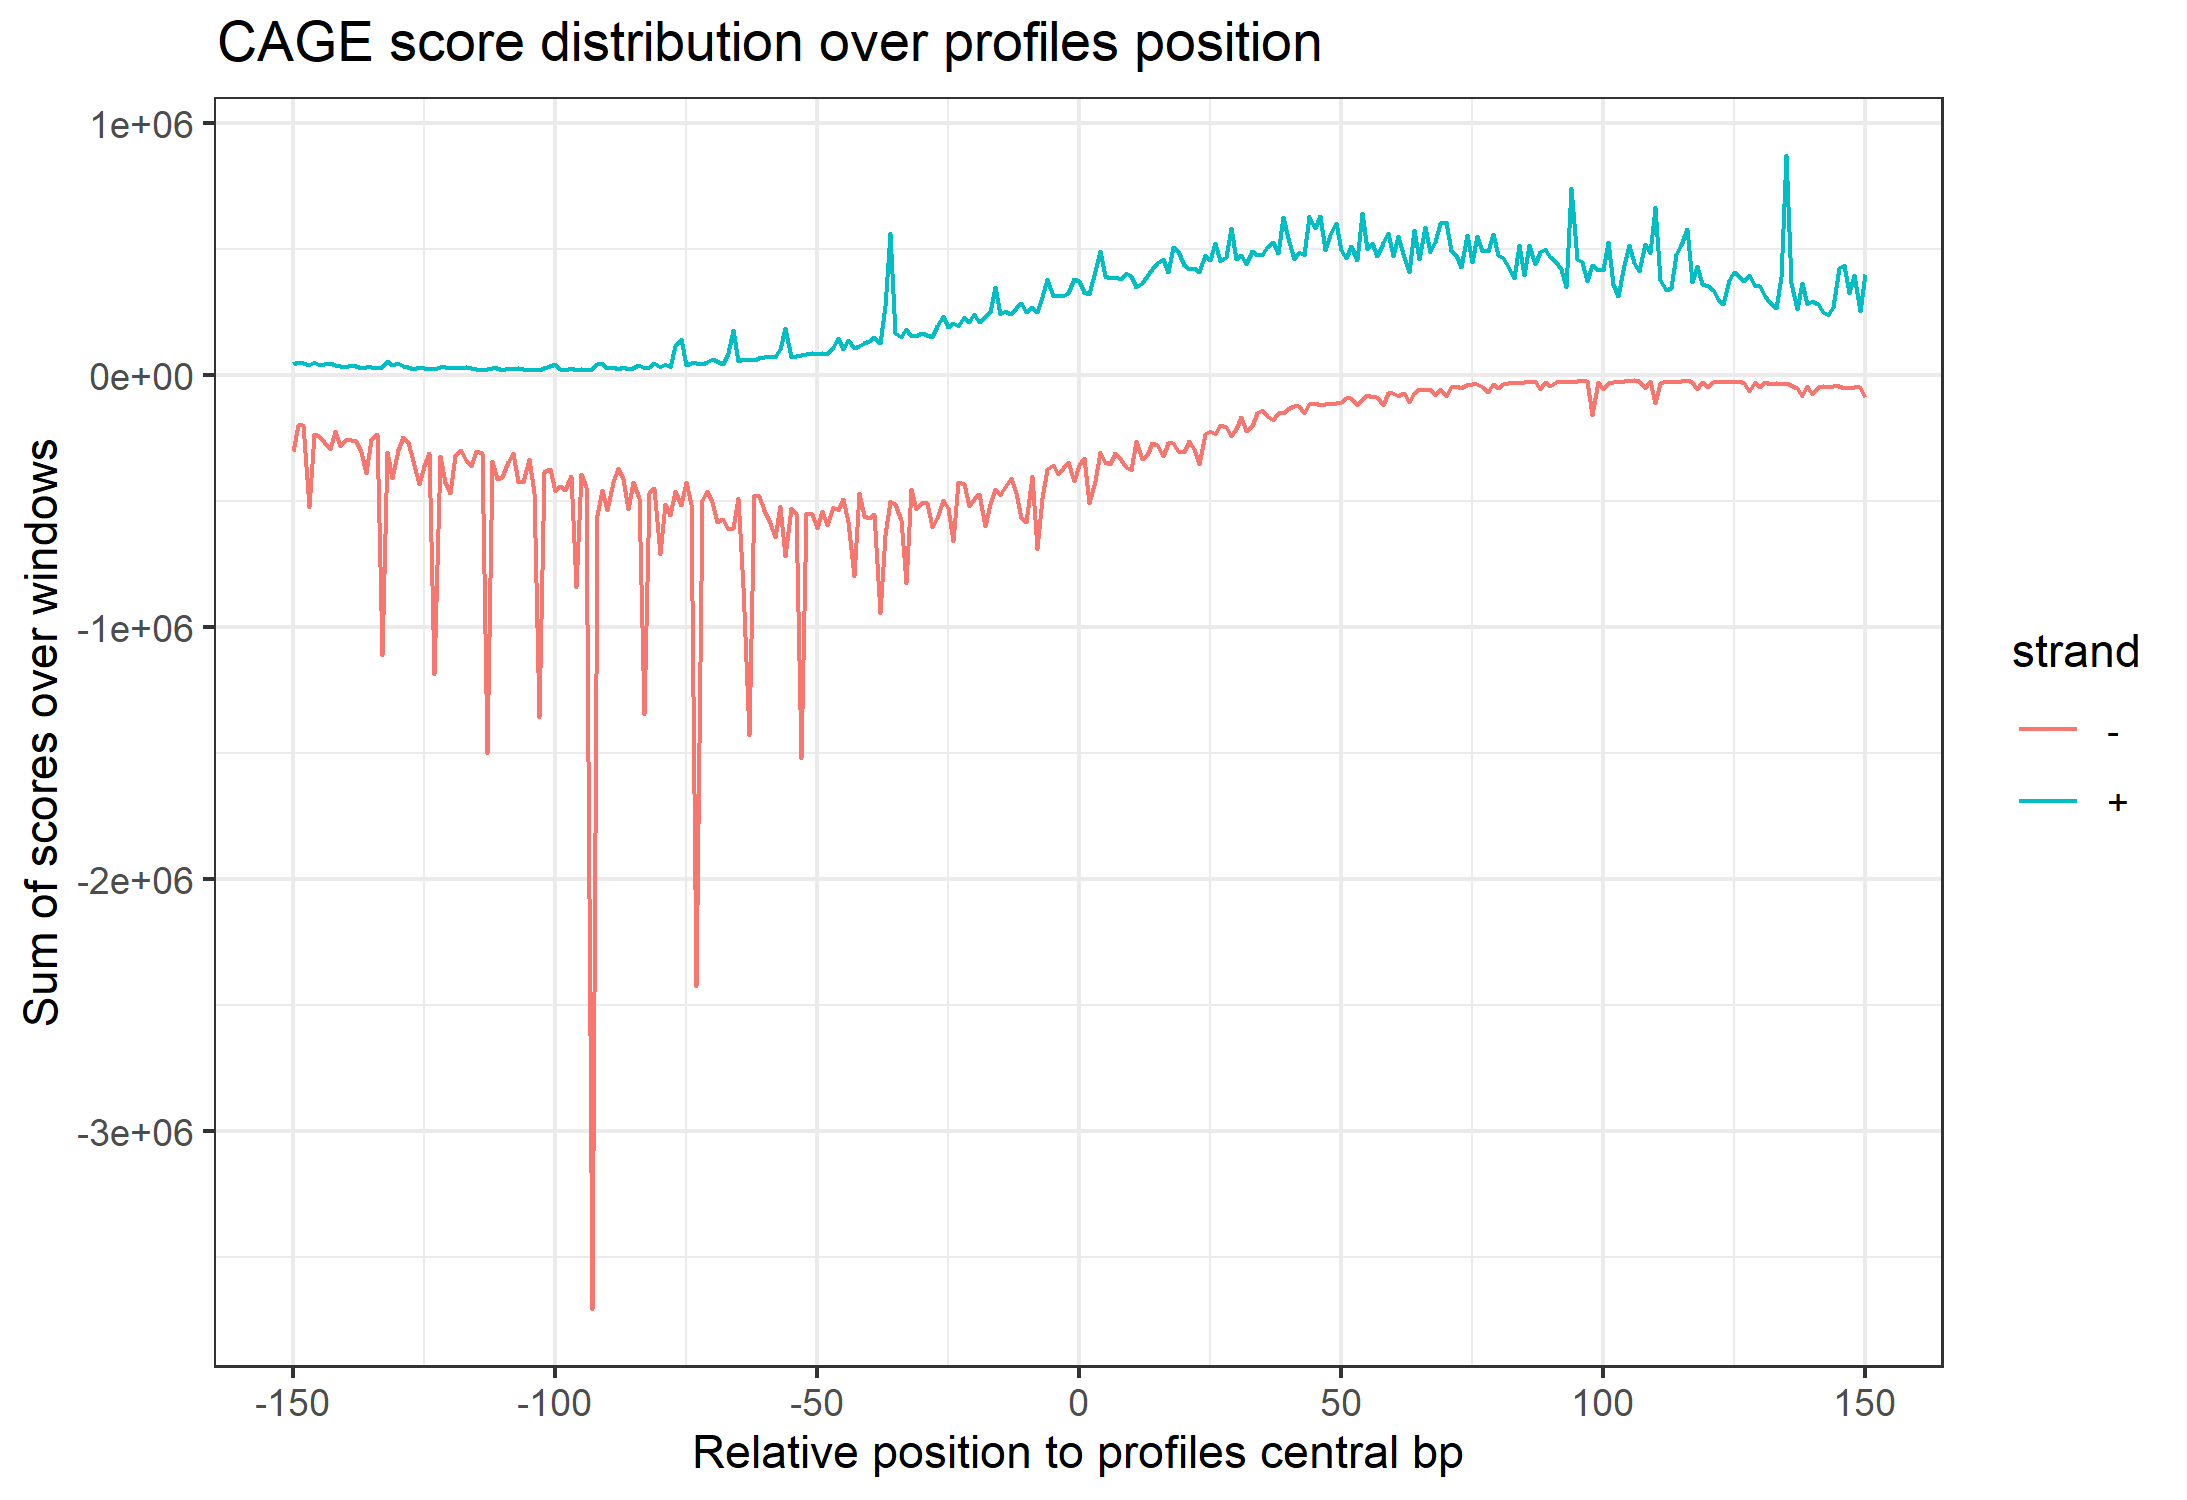 CAGE score distribution over profiles position
1e+06
0e+00
-1e+06
-2e+06
-3e+06
Sum of scores over windows
-150 -100 -50 0 50 100 150
Relative position to profiles central bp
strand
-
+